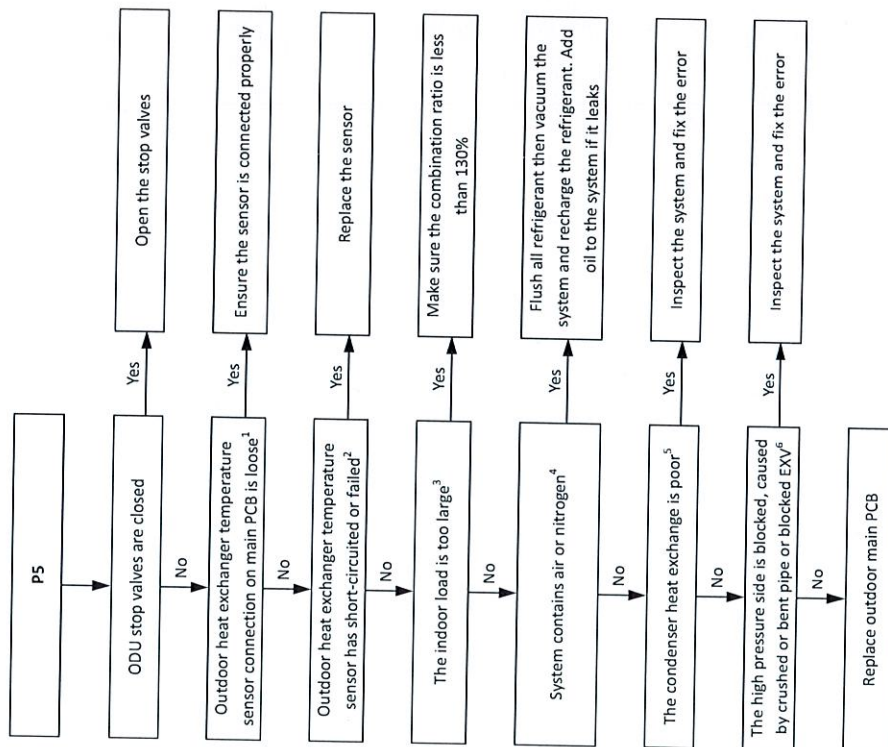 P5
ODU stop valves are closed
Yes
Open the stop valves
No
Outdoor heat exchanger temperature
sensor connection on main PCB is loose1
Yes
Ensure the sensor is connected properly
No
Outdoor heat exchanger temperature
sensor has short-circuited or failed2
Yes
Replace the sensor
No
The indoor load is too large3
Yes
Make sure the combination ratio is less
than 130%
No
System contains air or nitrogen4
Yes
Flush all refrigerant then vacuum the
system and recharge the refrigerant. Add
oil to the system if it leaks
No
The condenser heat exchange is poor5
Yes
Inspect the system and fix the error
No
The high pressure side is blocked, caused
by crushed or bent pipe or blocked EXV6
Yes
Inspect the system and fix the error
No
Replace outdoor main PCB